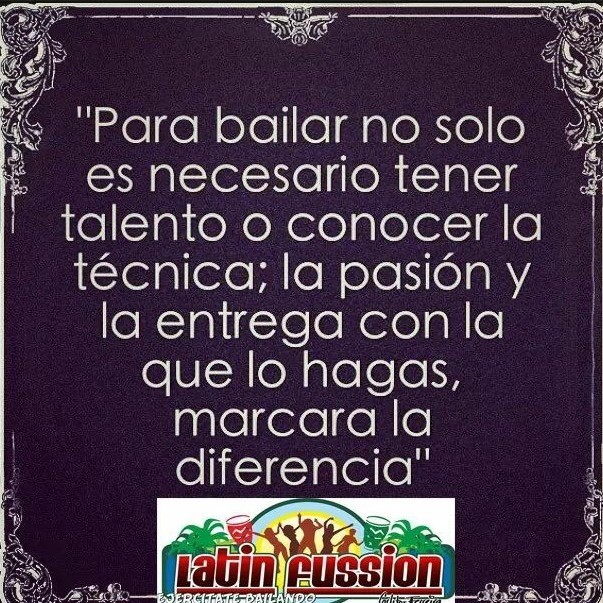 "Para bailar no solo
es necesario tener
talento o conocer la
técnica; la pasión y
la entrega con la
que lo hagas,
marcara la
diferencia"
Latin Fussion
EJERCITATE BAILANDO